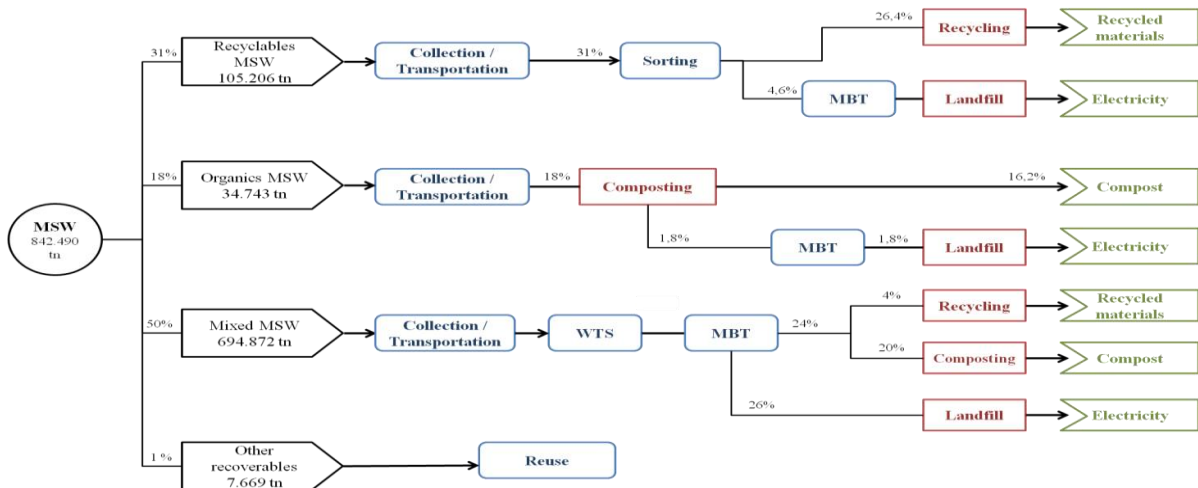 MSW
842.490
tn
31%
Recyclables
MSW
105.206 tn
Collection /
Transportation
31%
Sorting
26,4%
Recycling
Recycled
materials
4,6%
MBT
Landfill
Electricity
18%
Organics MSW
34.743 tn
Collection /
Transportation
18%
Composting
16,2%
Compost
1,8%
MBT
1,8%
Landfill
Electricity
50%
Mixed MSW
694.872 tn
Collection /
Transportation
WTS
MBT
24%
4%
Recycling
Recycled
materials
20%
Composting
Compost
26%
Landfill
Electricity
1 %
Other
recoverables
7.669 tn
Reuse